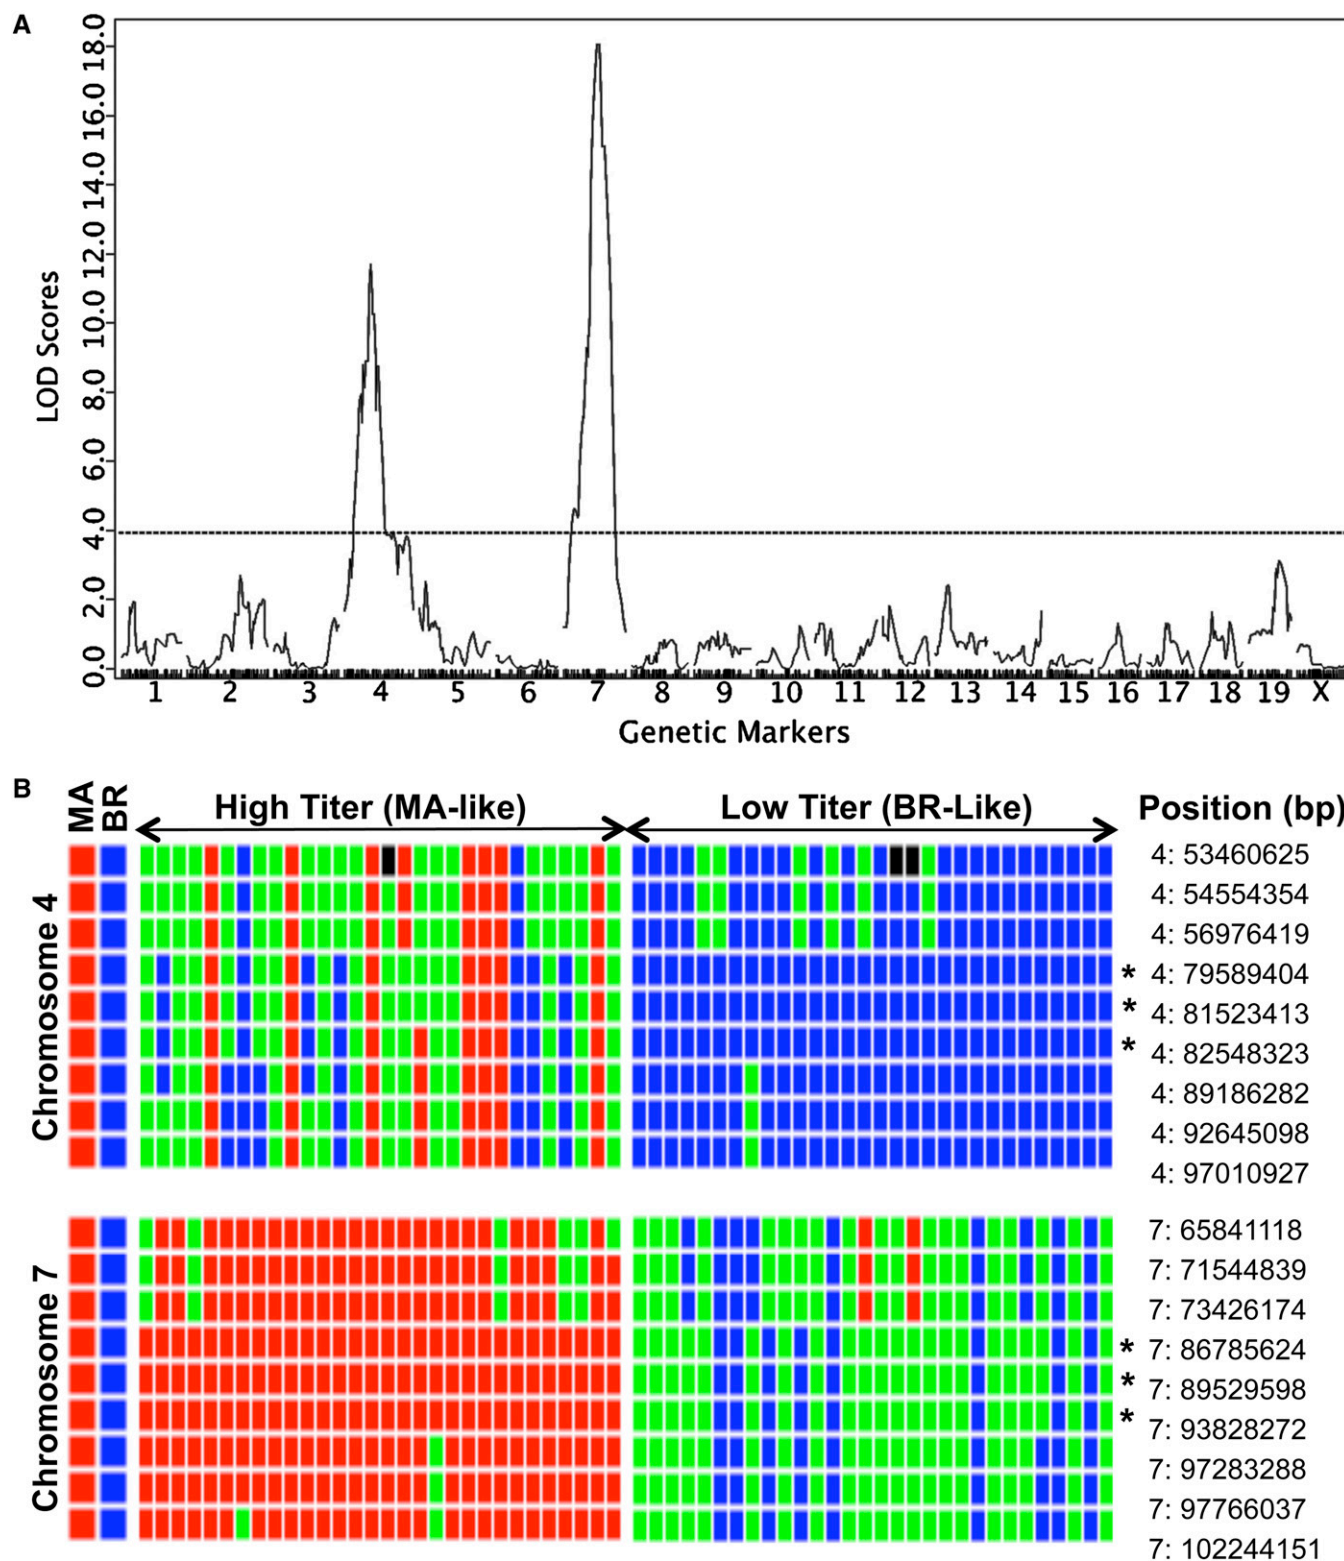 A
LOD Scores
18.0
16.0
14.0
12.0
10.0
8.0
6.0
4.0
2.0
0.0
1 2 3 4 5 6 7 8 9 10 11 12 13 14 15 16 17 18 19 X
Genetic Markers
B
MA BR High Titer (MA-like) Low Titer (BR-Like) Position (bp)
Chromosome 4
4: 53460625
4: 54554354
4: 56976419
* 4: 79589404
* 4: 81523413
* 4: 82548323
4: 89186282
4: 92645098
4: 97010927
Chromosome 7
7: 65841118
7: 71544839
7: 73426174
* 7: 86785624
* 7: 89529598
* 7: 93828272
7: 97283288
7: 97766037
7: 102244151